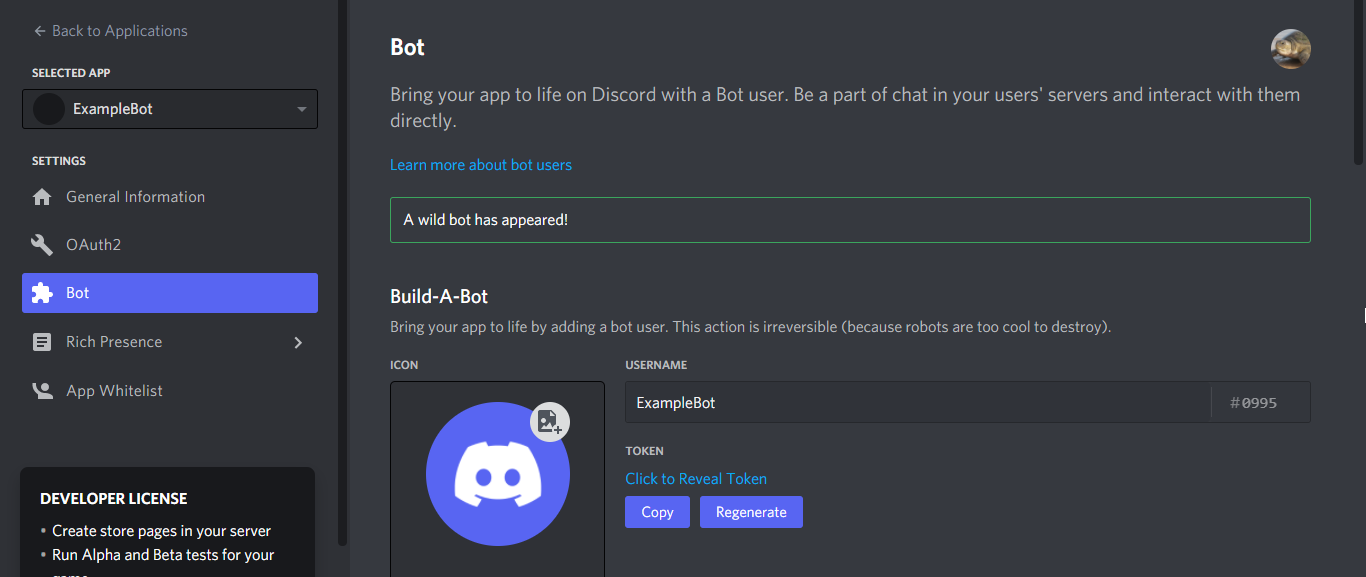 Back to Applications
SELECTED APP
ExampleBot
SETTINGS
General Information
OAuth2
Bot
Rich Presence
App Whitelist
DEVELOPER LICENSE
• Create store pages in your server
• Run Alpha and Beta tests for your
Bot
Bring your app to life on Discord with a Bot user. Be a part of chat in your users' servers and interact with them
directly.
Learn more about bot users
A wild bot has appeared!
Build-A-Bot
Bring your app to life by adding a bot user. This action is irreversible (because robots are too cool to destroy).
ICON
USERNAME
ExampleBot
#0995
TOKEN
Click to Reveal Token
Copy
Regenerate